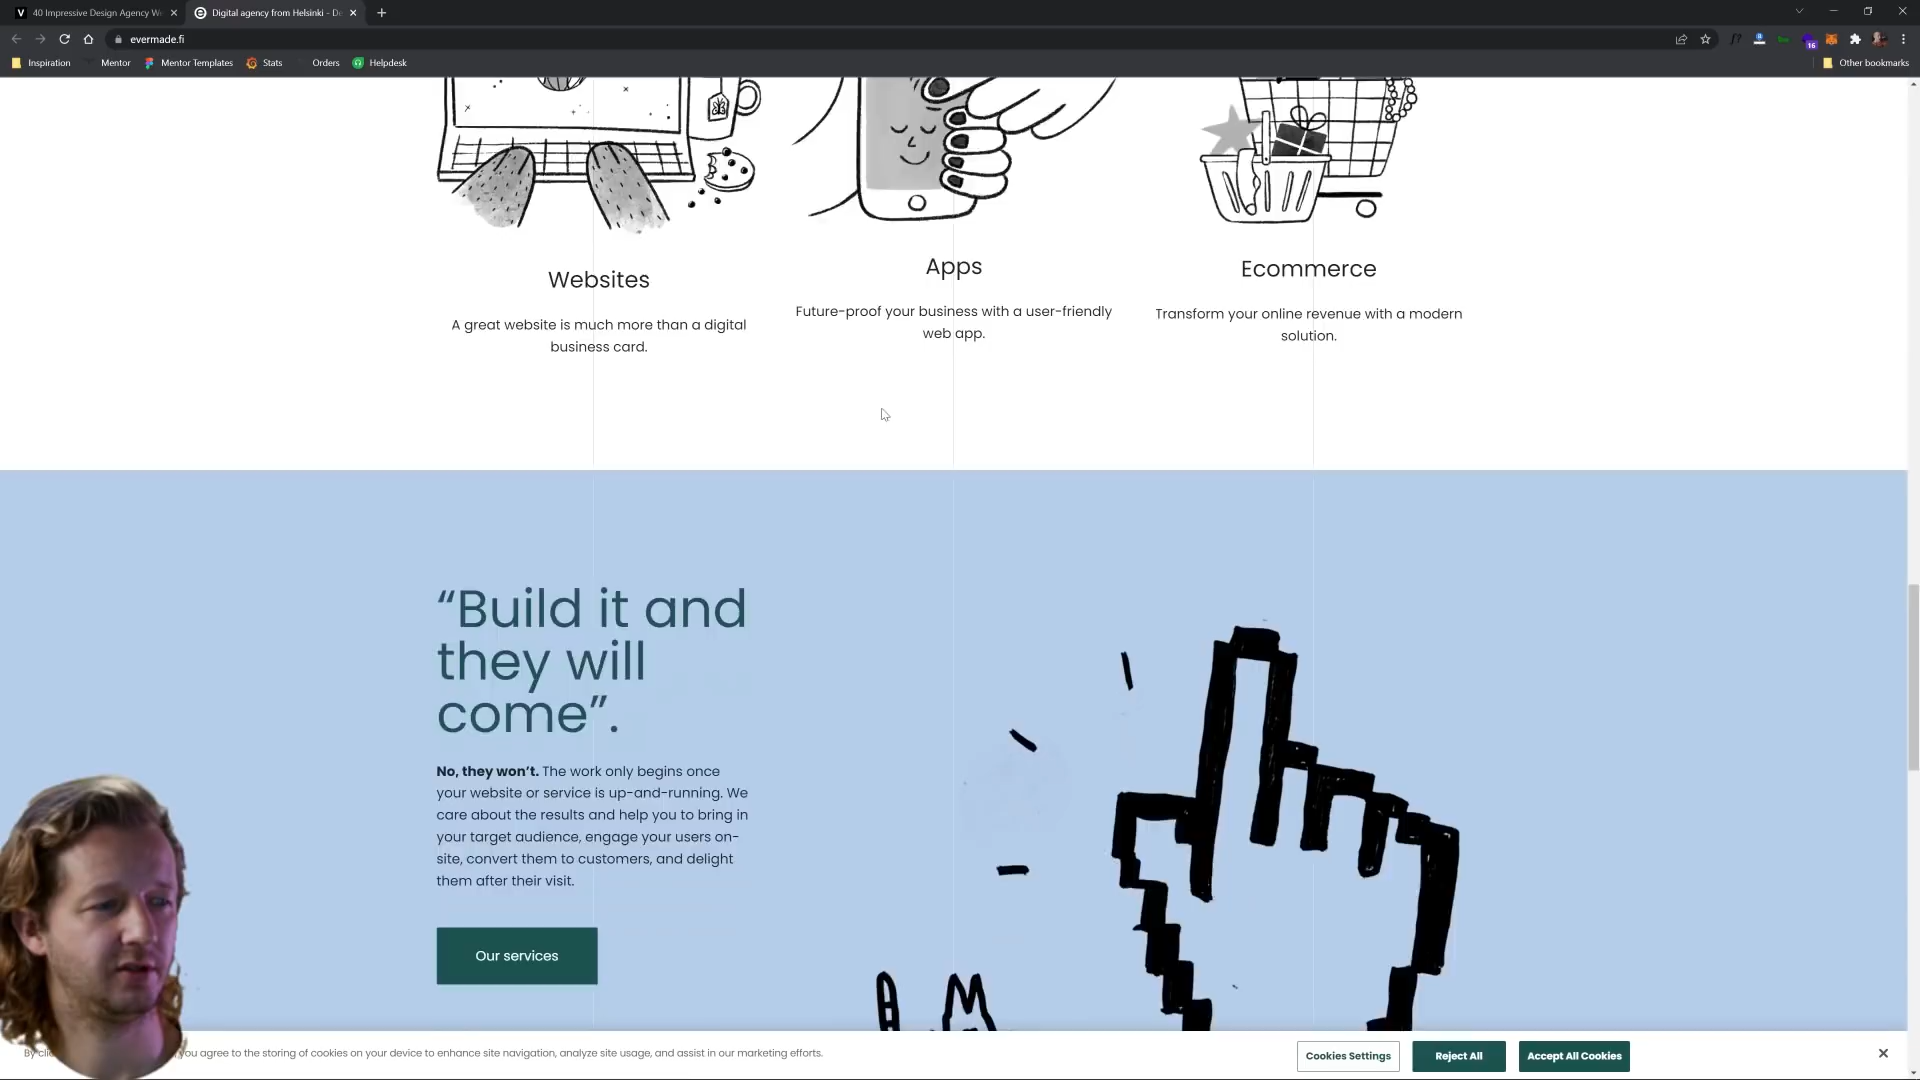 40 Impressive Design Agency We
Digital agency from Helsinki - De
evermade.fi
16
Inspiration
Mentor
Mentor Templates
Stats
Orders
Helpdesk
Other bookmarks
Websites
A great website is much more than a digital
business card.
Apps
Future-proof your business with a user-friendly
web app.
Ecommerce
Transform your online revenue with a modern
solution.
“Build it and
they will
come”.
No, they won’t. The work only begins once
your website or service is up-and-running. We
care about the results and help you to bring in
your target audience, engage your users on-
site, convert them to customers, and delight
them after their visit.
Our services
you agree to the storing of cookies on your device to enhance site navigation, analyze site usage, and assist in our marketing efforts.
Cookies Settings
Reject All
Accept All Cookies